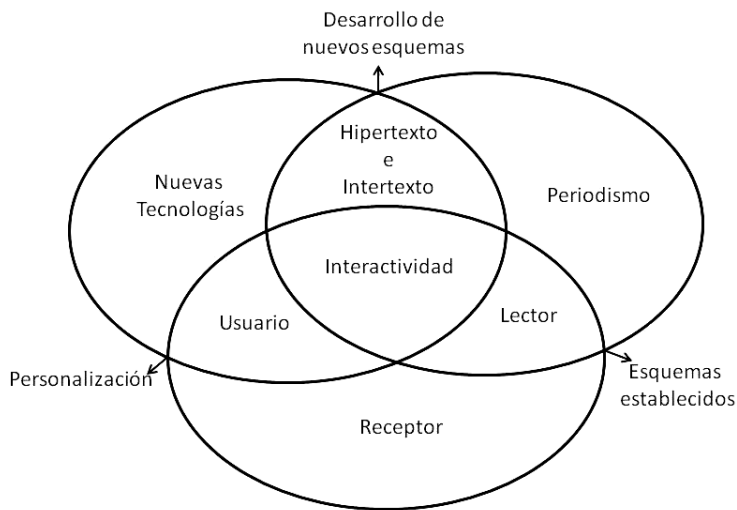 Desarrollo de
nuevos esquemas
Hipertexto
e
Intertexto
Nuevas
Tecnologías
Periodismo
Interactividad
Usuario
Lector
Personalización
Esquemas
establecidos
Receptor